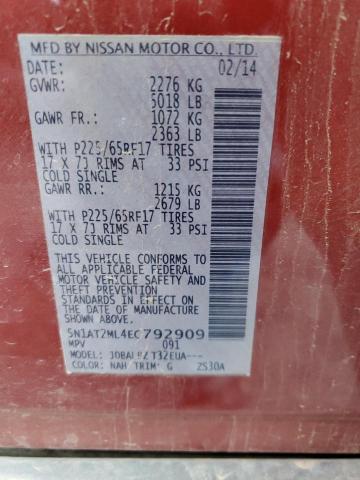 MFD BY NISSAN MOTOR CO., LTD.
DATE: 02/14
GVWR: 2276 KG
5018 LB
GAWR FR.: 1072 KG
2363 LB
WITH P225/65RF17 TIRES
17 X 7J RIMS AT 33 PSI
COLD SINGLE
GAWR RR.: 1215 KG
2679 LB
WITH P225/65RF17 TIRES
17 X 7J RIMS AT 33 PSI
COLD SINGLE
THIS VEHICLE CONFORMS TO
ALL APPLICABLE FEDERAL
MOTOR VEHICLE SAFETY AND
THEFT PREVENTION
STANDARDS IN EFFECT ON THE
DATE OF MANUFACTURE SHOWN
ABOVE.
5N1AT2ML4EC792909
MPV 091
MODEL:
COLOR: NAH TRIM: G 2S30A